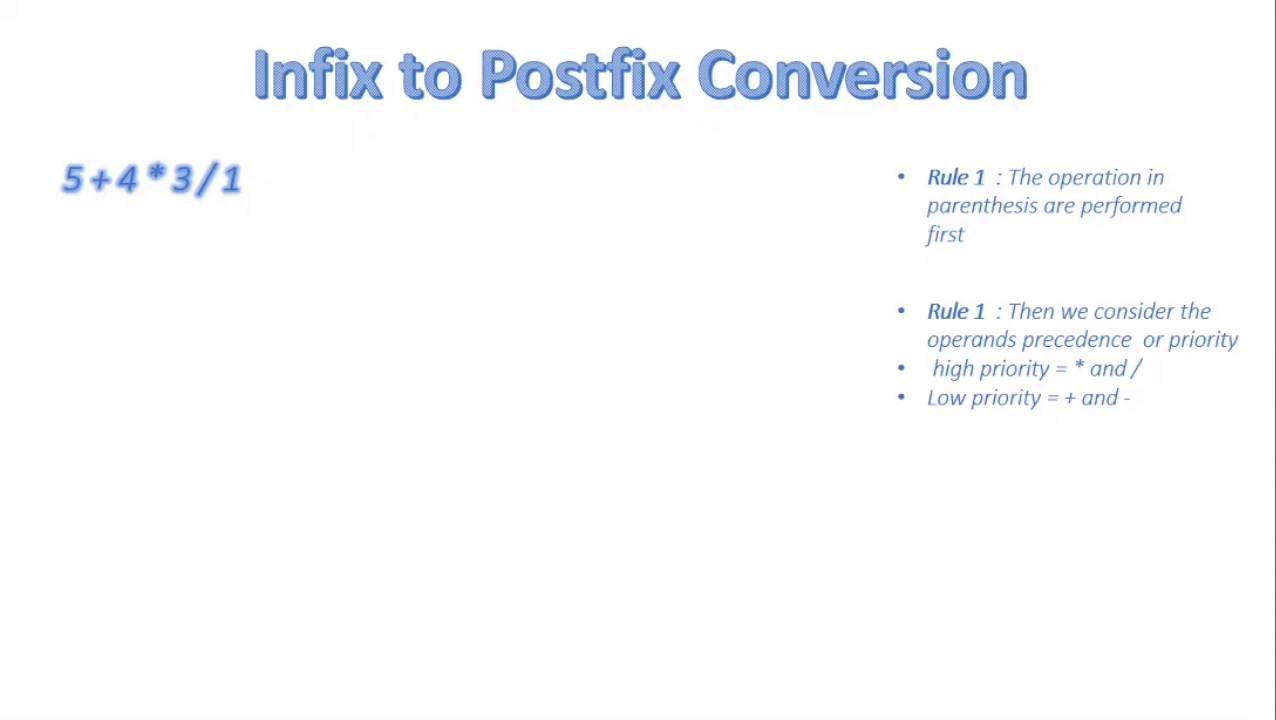 Infix to Postfix Conversion
5+4*3/1
• Rule 1 : The operation in
parenthesis are performed
first
• Rule 1 : Then we consider the
operands precedence or priority
• high priority = * and /
• Low priority = + and -